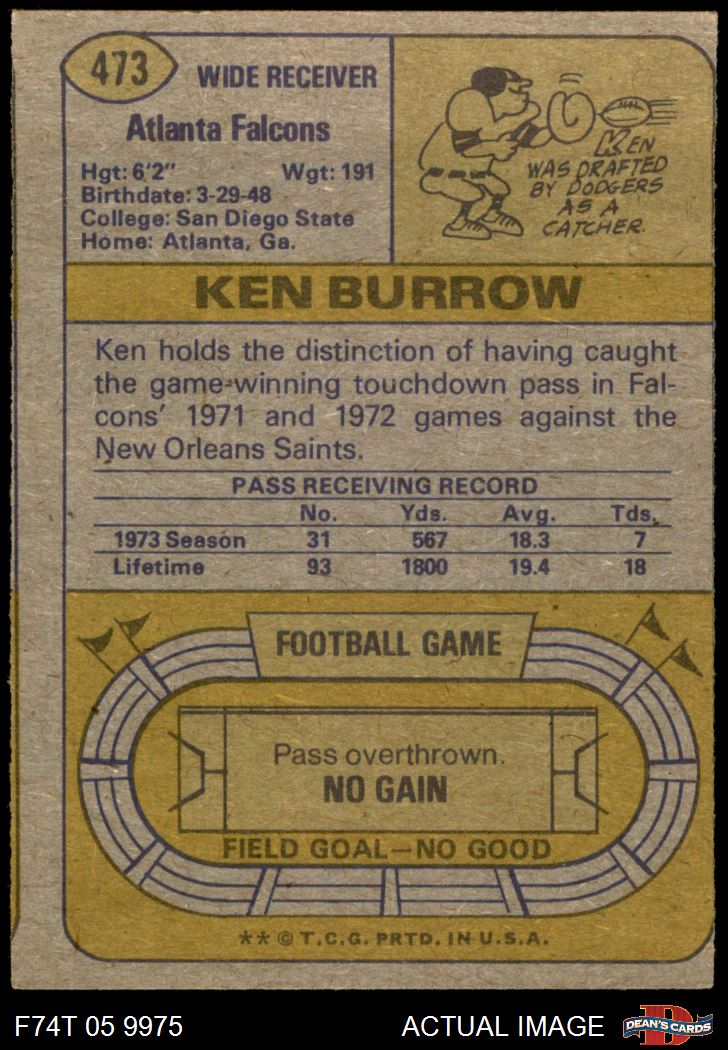 473
WIDE RECEIVER
Atlanta Falcons
Hgt: 6'2" Wgt: 191
Birthdate: 3-29-48
College: San Diego State
Home: Atlanta, Ga.
KEN
WAS DRAFTED
BY DODGERS
AS A
CATCHER.
KEN BURROW
Ken holds the distinction of having caught
the game-winning touchdown pass in Fal-
cons' 1971 and 1972 games against the
New Orleans Saints.
PASS RECEIVING RECORD
No. Yds. Avg. Tds.
1973 Season 31 567 18.3 7
Lifetime 93 1800 19.4 18
FOOTBALL GAME
Pass overthrown.
NO GAIN
FIELD GOAL—NO GOOD
** © T.C.G. PRTD. IN U.S.A.
F74T 05 9975 ACTUAL IMAGE
D
DEAN'S CARDS